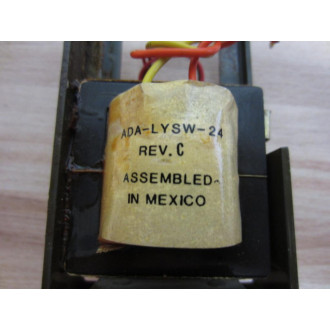 ADA-LYSW-24
REV. C
ASSEMBLED
IN MEXICO